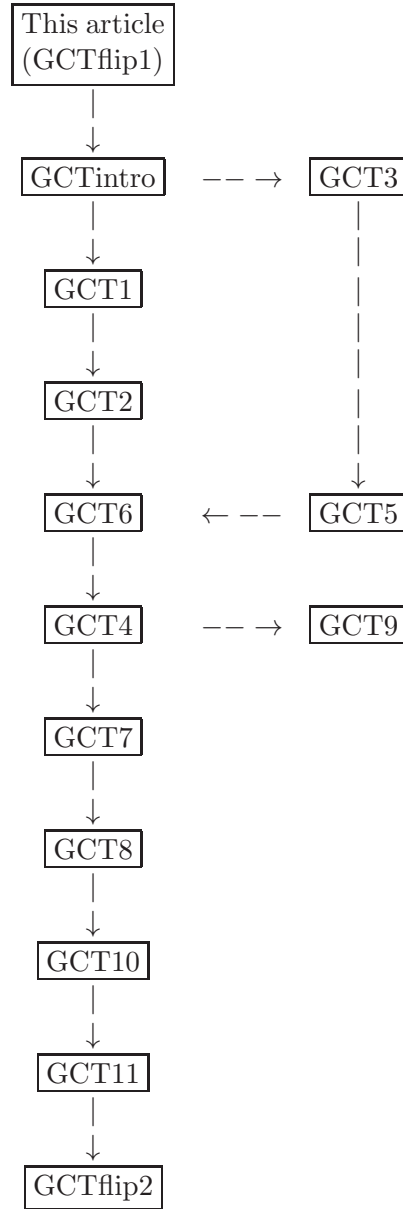 This article
(GCTflip1)
GCTintro
GCT3
GCT1
GCT2
GCT6
GCT5
GCT4
GCT9
GCT7
GCT8
GCT10
GCT11
GCTflip2